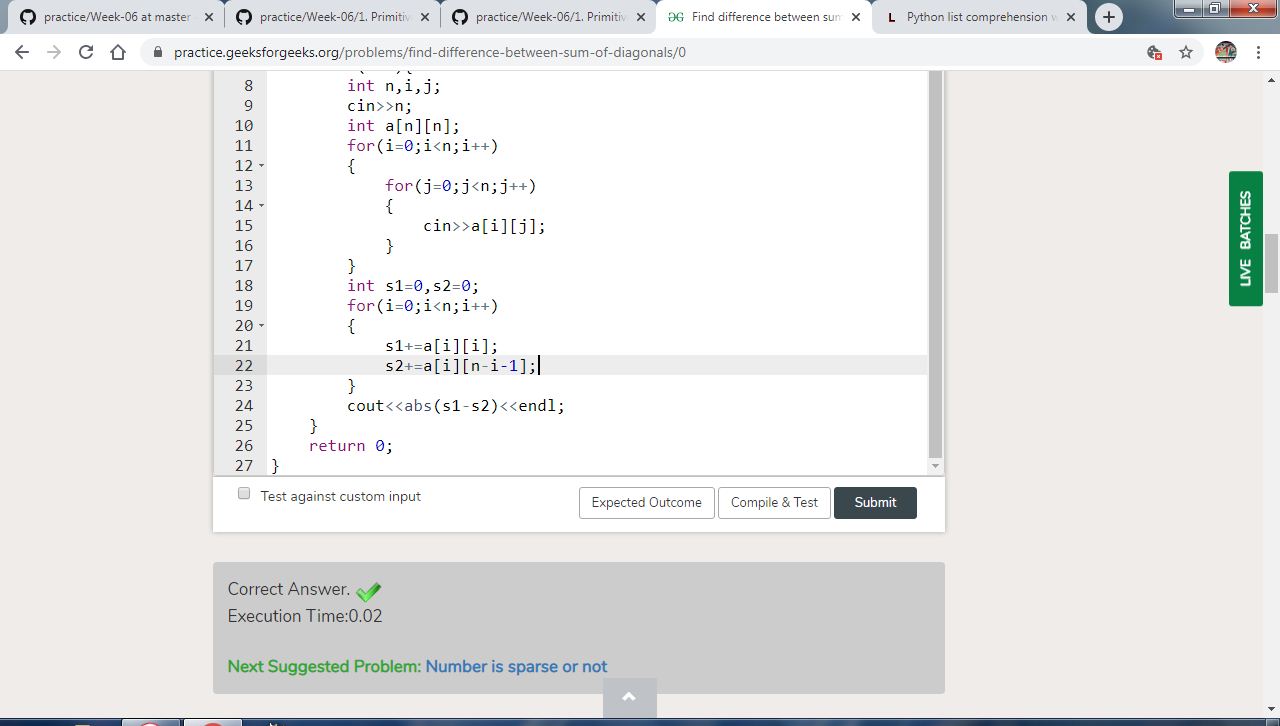 practice/Week-06 at master
practice/Week-06/1. Primitiv
practice/Week-06/1. Primitiv
Find difference between sum
Python list comprehension w
practice.geeksforgeeks.org/problems/find-difference-between-sum-of-diagonals/0
8 int n,i,j;
9 cin>>n;
10 int a[n][n];
11 for(i=0;i<n;i++)
12 {
13 for(j=0;j<n;j++)
14 {
15 cin>>a[i][j];
16 }
17 }
18 int s1=0,s2=0;
19 for(i=0;i<n;i++)
20 {
21 s1+=a[i][i];
22 s2+=a[i][n-i-1];
23 }
24 cout<<abs(s1-s2)<<endl;
25 }
26 return 0;
27 }
LIVE BATCHES
Test against custom input
Expected Outcome
Compile & Test
Submit
Correct Answer.
Execution Time:0.02
Next Suggested Problem: Number is sparse or not